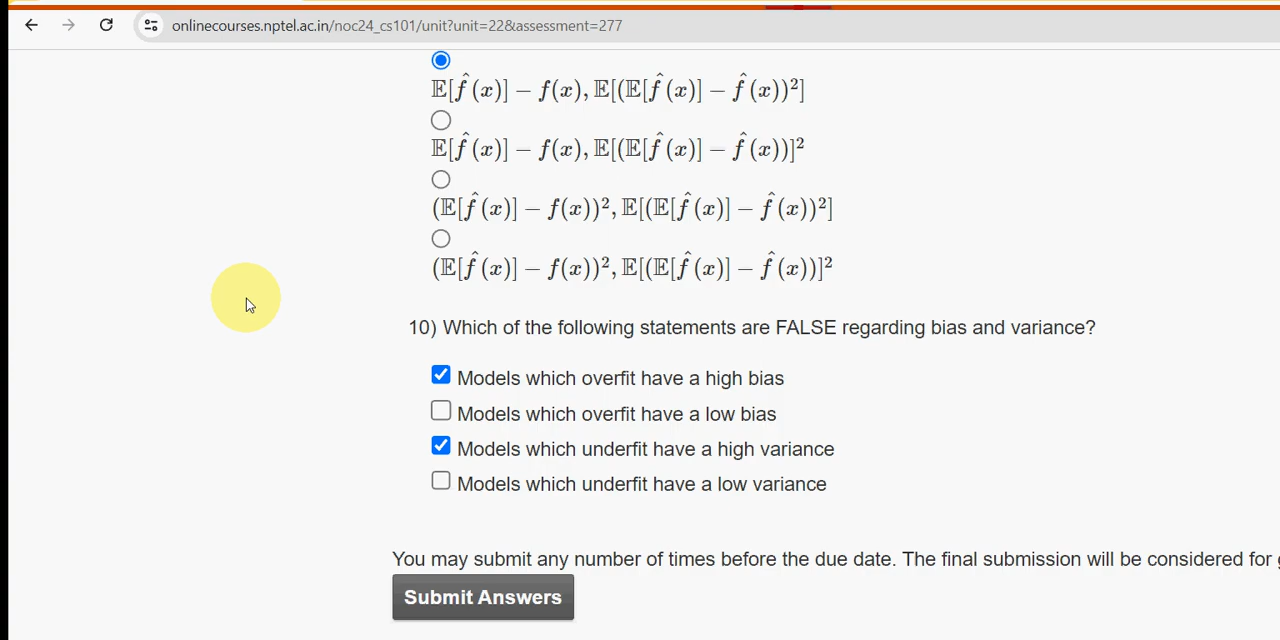 onlinecourses.nptel.ac.in/noc24_cs101/unit?unit=22&assessment=277
𝔼[f̂(x)] − f(x), 𝔼[(𝔼[f̂(x)] − f̂(x))²]
𝔼[f̂(x)] − f(x), 𝔼[(𝔼[f̂(x)] − f̂(x))]²
(𝔼[f̂(x)] − f(x))², 𝔼[(𝔼[f̂(x)] − f̂(x))²]
(𝔼[f̂(x)] − f(x))², 𝔼[(𝔼[f̂(x)] − f̂(x))]²
10) Which of the following statements are FALSE regarding bias and variance?
Models which overfit have a high bias
Models which overfit have a low bias
Models which underfit have a high variance
Models which underfit have a low variance
You may submit any number of times before the due date. The final submission will be considered for
Submit Answers